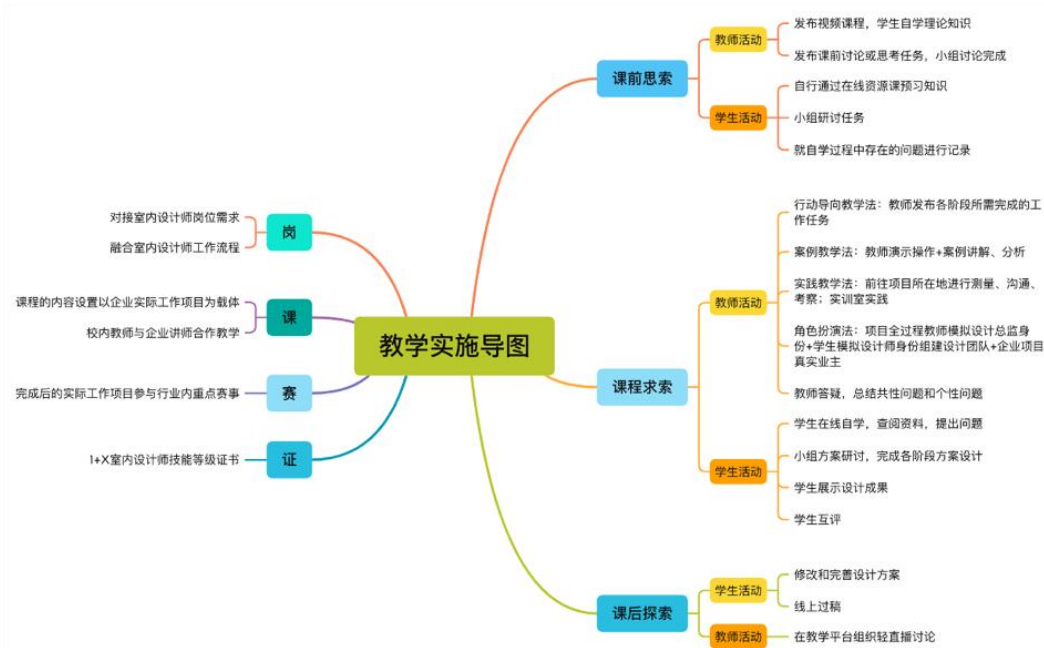 教学实施导图
岗
对接室内设计师岗位需求
融合室内设计师工作流程
课
课程的内容设置以企业实际工作项目为载体
校内教师与企业讲师合作教学
赛
完成后的实际工作项目参与行业内重点赛事
证
1+X室内设计师技能等级证书
课前思索
教师活动
发布视频课程，学生自学理论知识
发布课前讨论或思考任务，小组讨论完成
学生活动
自行通过在线资源课预习知识
小组研讨任务
就自学过程中存在的问题进行记录
课程求索
教师活动
行动导向教学法：教师发布各阶段所需完成的工
作任务
案例教学法：教师演示操作+案例讲解、分析
实践教学法：前往项目所在地进行测量、沟通、
考察；实训室实践
角色扮演法：项目全过程教师模拟设计总监身
份+学生模拟设计师身份组建设计团队+企业项目
真实业主
教师答疑，总结共性问题和个性问题
学生活动
学生在线自学，查阅资料，提出问题
小组方案研讨，完成各阶段方案设计
学生展示设计成果
学生互评
课后探索
学生活动
修改和完善设计方案
线上过稿
教师活动
在教学平台组织轻直播讨论